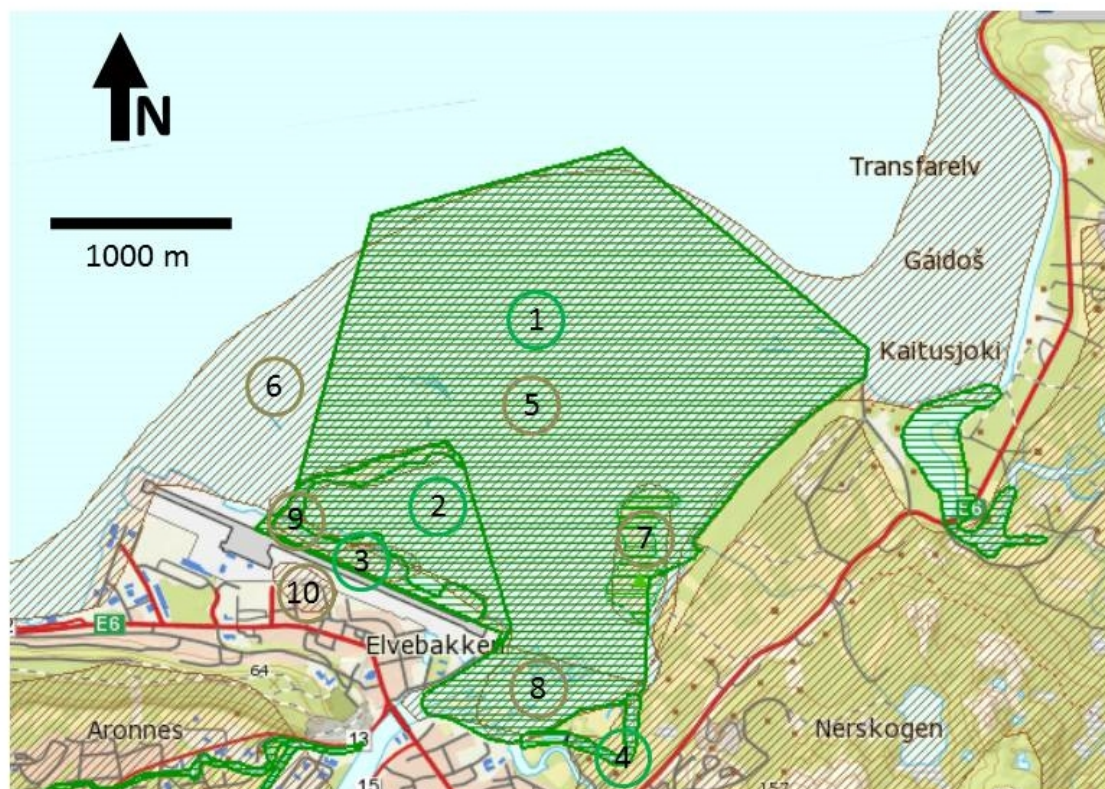 N
1000 m
Transfarelv
Gáidoš
Kaitusjoki
1
6
5
2
9
3
7
10
E6
E6
Elvebakken
64
8
Aronnes
13
4
Nerskogen
157